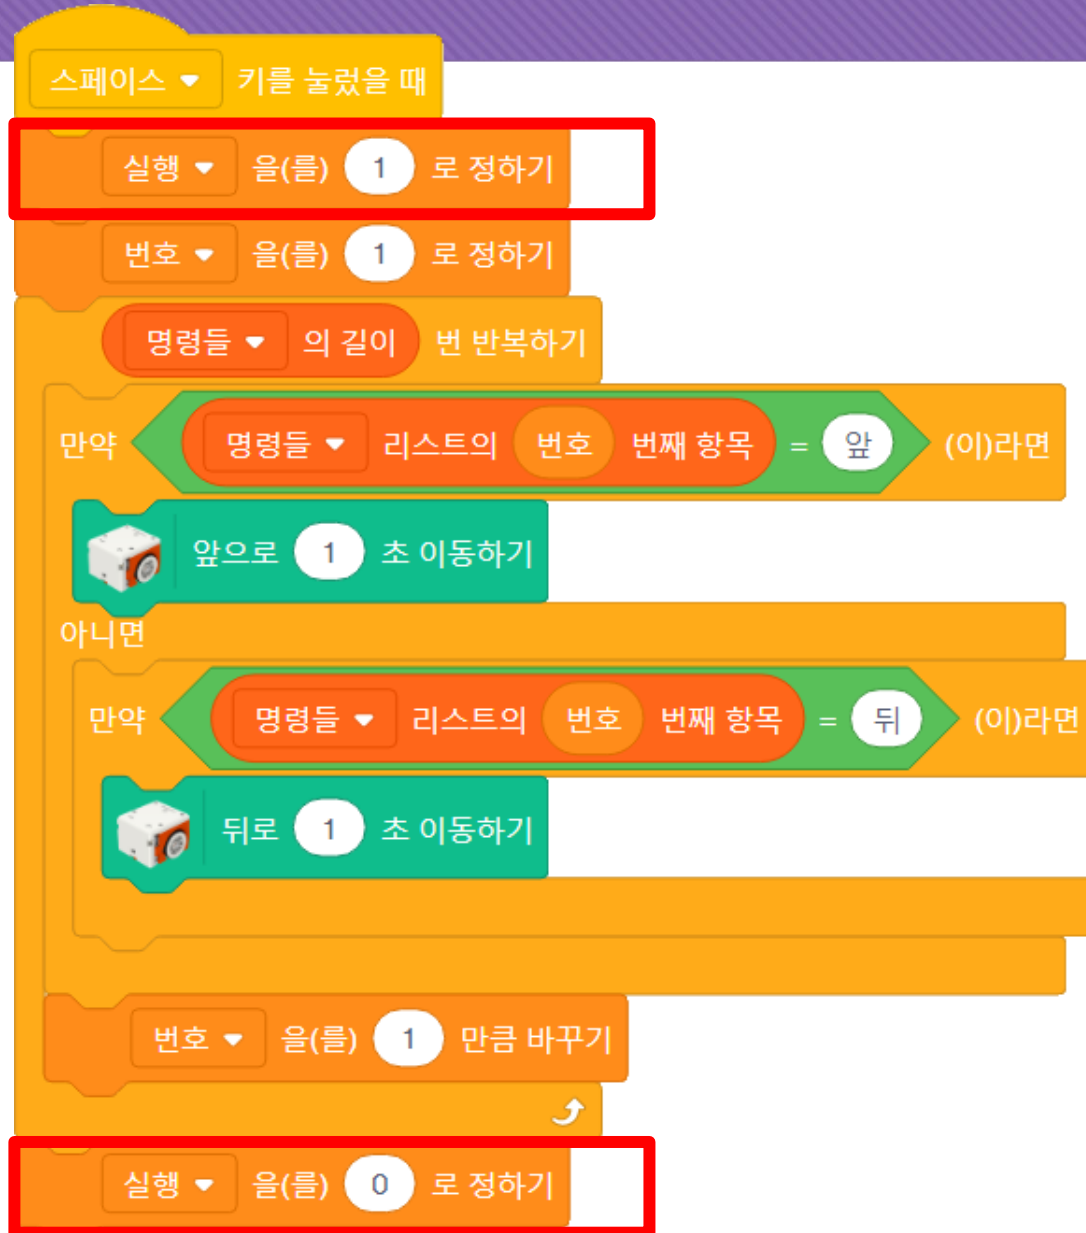 스페이스 키를 눌렀을 때
실행 을(를) 1 로 정하기
번호 을(를) 1 로 정하기
명령들 의 길이 번 반복하기
만약 명령들 리스트의 번호 번째 항목 = 앞 (이)라면
앞으로 1 초 이동하기
아니면
만약 명령들 리스트의 번호 번째 항목 = 뒤 (이)라면
뒤로 1 초 이동하기
번호 을(를) 1 만큼 바꾸기
실행 을(를) 0 로 정하기